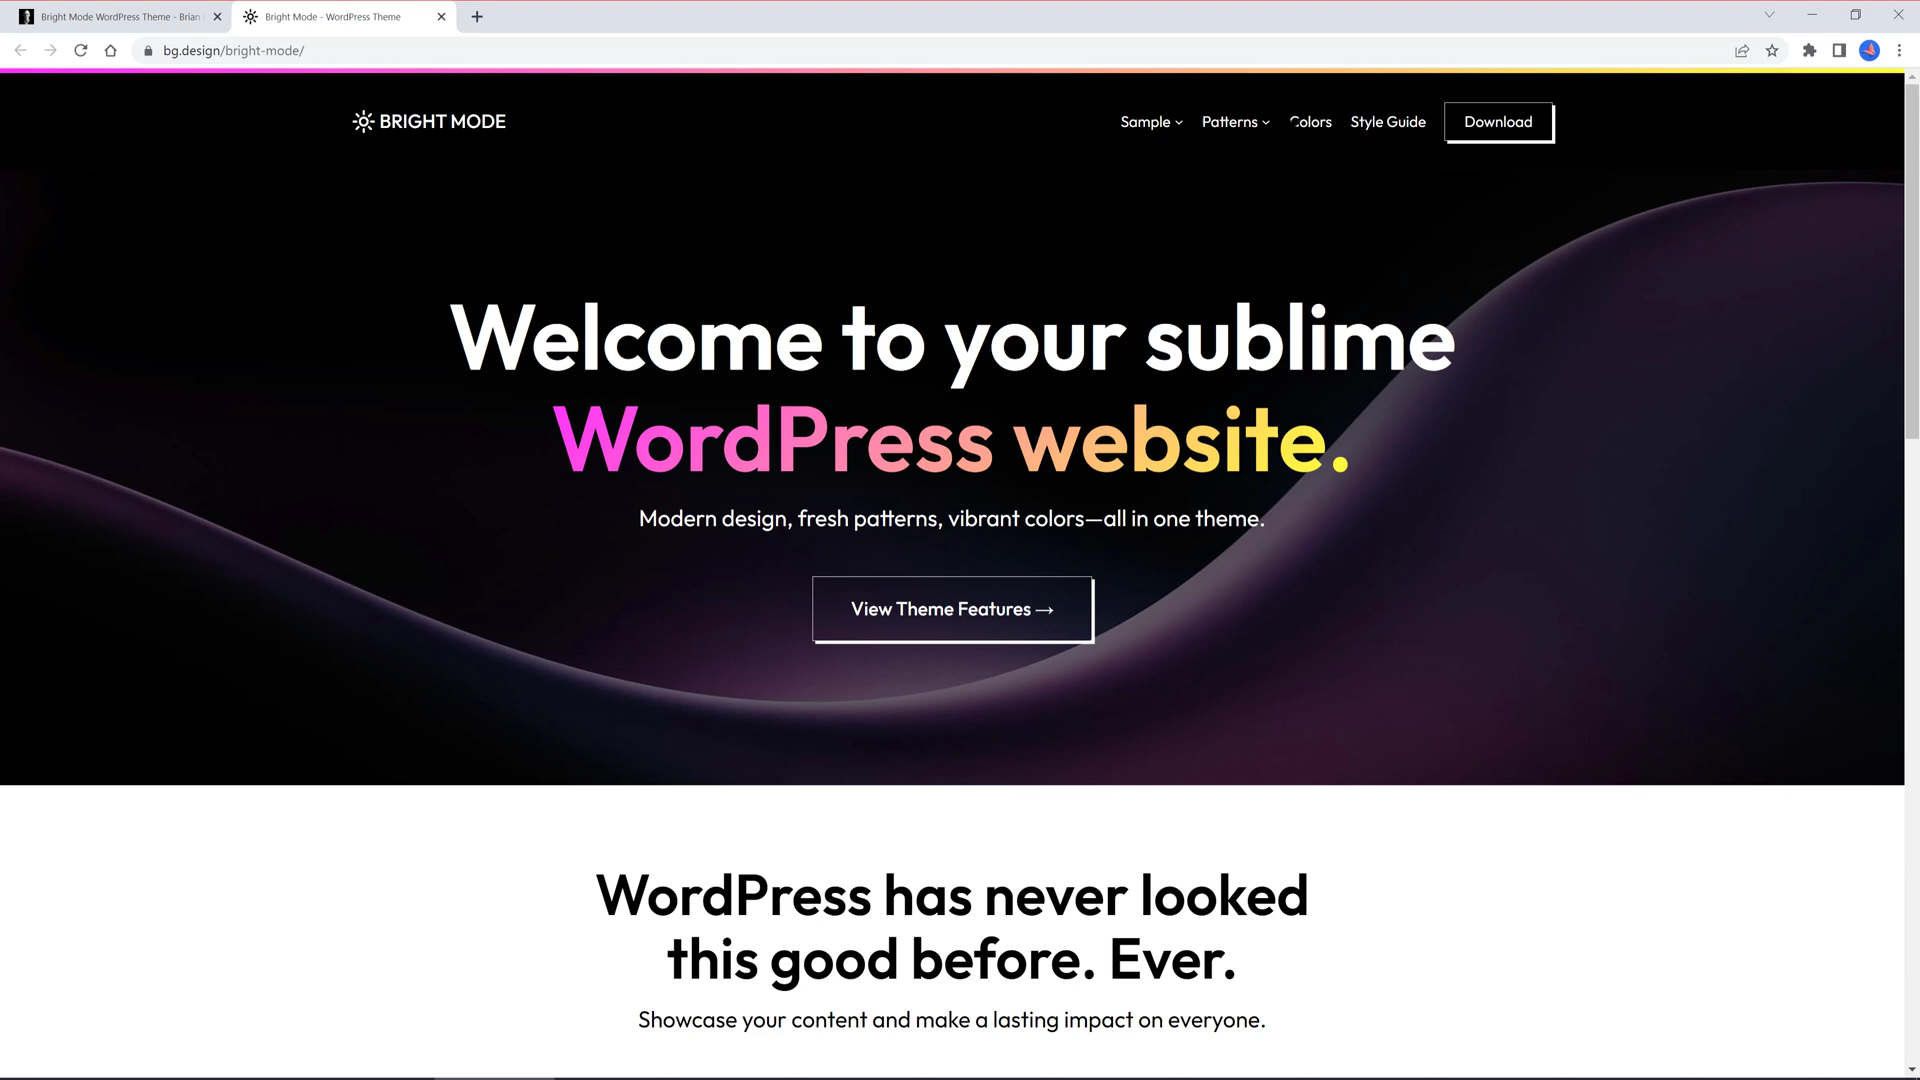 Bright Mode WordPress Theme - Brian
Bright Mode - WordPress Theme
bg.design/bright-mode/
BRIGHT MODE
Sample
Patterns
Colors
Style Guide
Download
Welcome to your sublime
WordPress website.
Modern design, fresh patterns, vibrant colors—all in one theme.
View Theme Features →
WordPress has never looked
this good before. Ever.
Showcase your content and make a lasting impact on everyone.